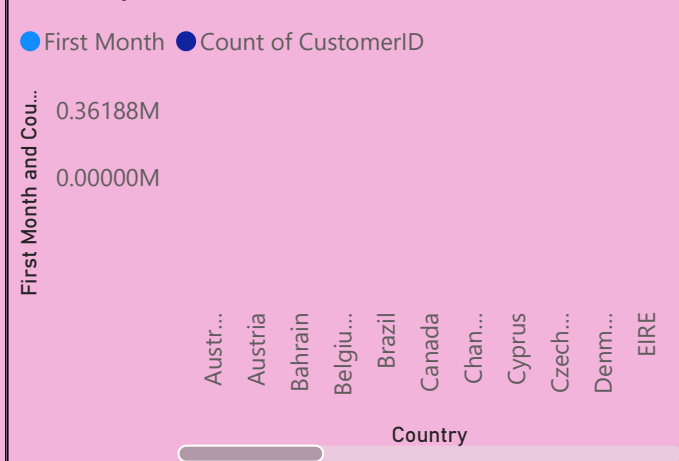 First Month Count of CustomerID
First Month and Cou...
0.36188M
0.00000M
Austr...
Austria
Bahrain
Belgiu...
Brazil
Canada
Chan...
Cyprus
Czech...
Denm...
EIRE
Country